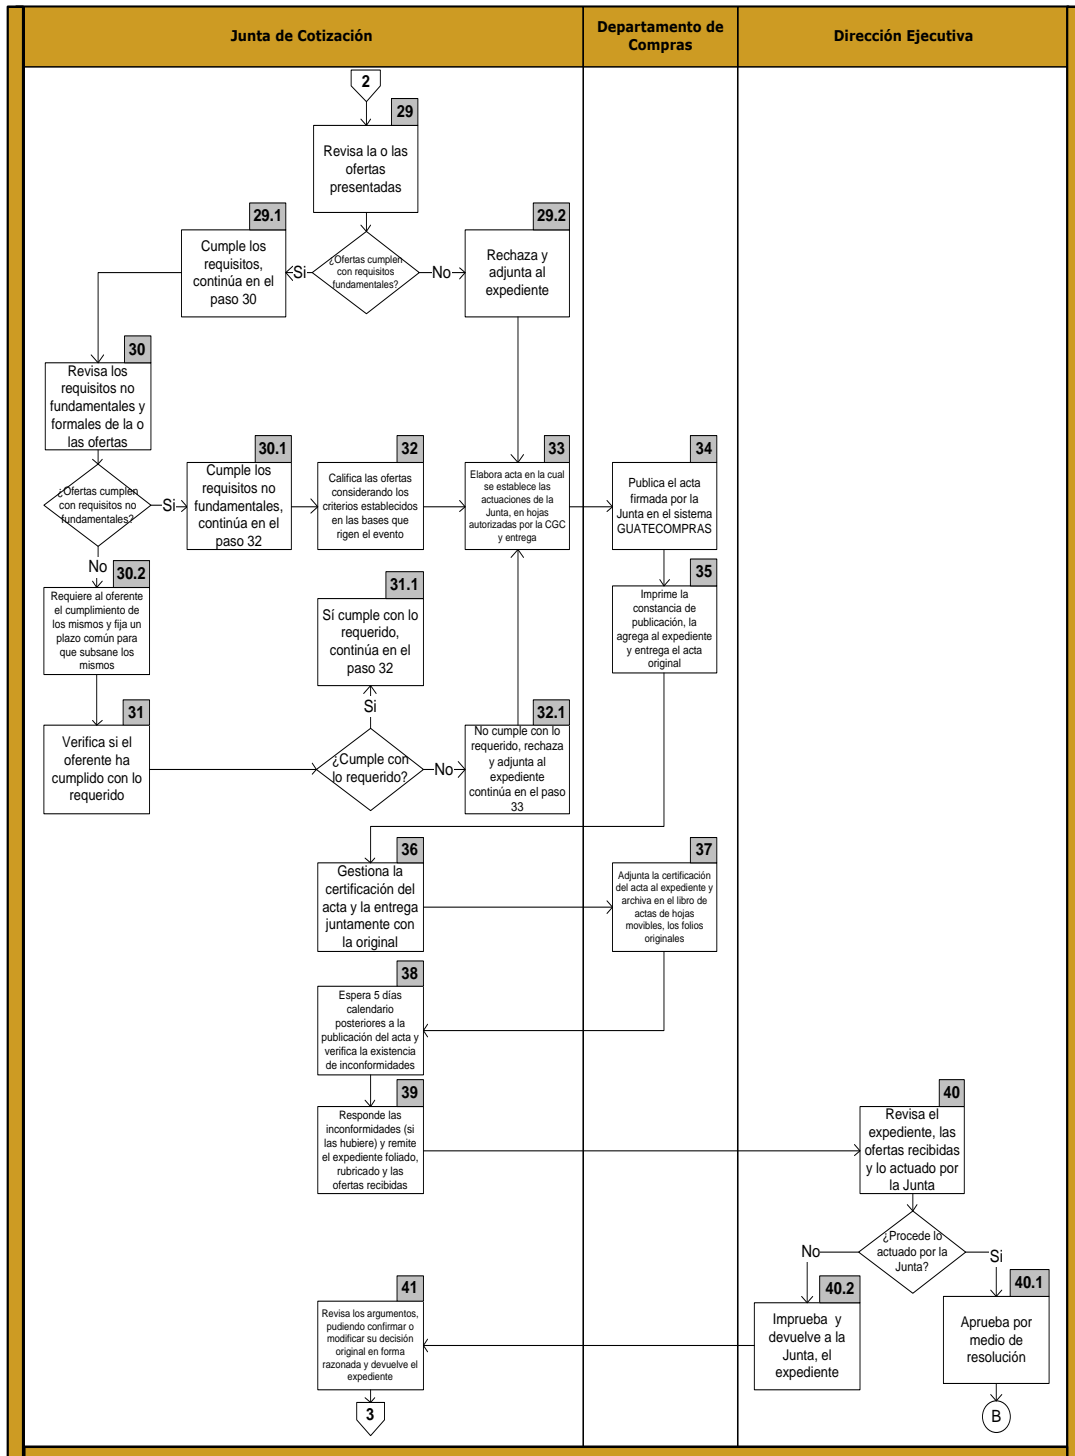 Junta de Cotización
Departamento de
Compras
Dirección Ejecutiva
2
29
Revisa la o las
ofertas
presentadas
29.1
Cumple los
requisitos,
continúa en el
paso 30
Si
¿Ofertas cumplen
con requisitos
fundamentales?
No
29.2
Rechaza y
adjunta al
expediente
30
Revisa los
requisitos no
fundamentales y
formales de la o
las ofertas
¿Ofertas cumplen
con requisitos no
fundamentales?
Si
30.1
Cumple los
requisitos no
fundamentales,
continúa en el
paso 32
32
Califica las ofertas
considerando los
criterios establecidos
en las bases que
rigen el evento
33
Elabora acta en la cual
se establece las
actuaciones de la
Junta, en hojas
autorizadas por la CGC
y entrega
34
Publica el acta
firmada por la
Junta en el sistema
GUATECOMPRAS
No
30.2
Requiere al oferente
el cumplimiento de
los mismos y fija un
plazo común para
que subsane los
mismos
31.1
Sí cumple con lo
requerido,
continúa en el
paso 32
35
Imprime la
constancia de
publicación, la
agrega al expediente
y entrega el acta
original
31
Verifica si el
oferente ha
cumplido con lo
requerido
Si
¿Cumple con
lo requerido?
No
32.1
No cumple con lo
requerido, rechaza
y adjunta al
expediente
continúa en el paso
33
36
Gestiona la
certificación del
acta y la entrega
juntamente con
la original
37
Adjunta la certificación
del acta al expediente y
archiva en el libro de
actas de hojas
movibles, los folios
originales
38
Espera 5 días
calendario
posteriores a la
publicación del acta y
verifica la existencia
de inconformidades
39
Responde las
inconformidades (si
las hubiere) y remite
el expediente foliado,
rubricado y las
ofertas recibidas
40
Revisa el
expediente, las
ofertas recibidas
y lo actuado por
la Junta
¿Procede lo
actuado por la
Junta?
No
Si
40.2
Imprueba y
devuelve a la
Junta, el
expediente
40.1
Aprueba por
medio de
resolución
41
Revisa los argumentos,
pudiendo confirmar o
modificar su decisión
original en forma
razonada y devuelve el
expediente
3
B